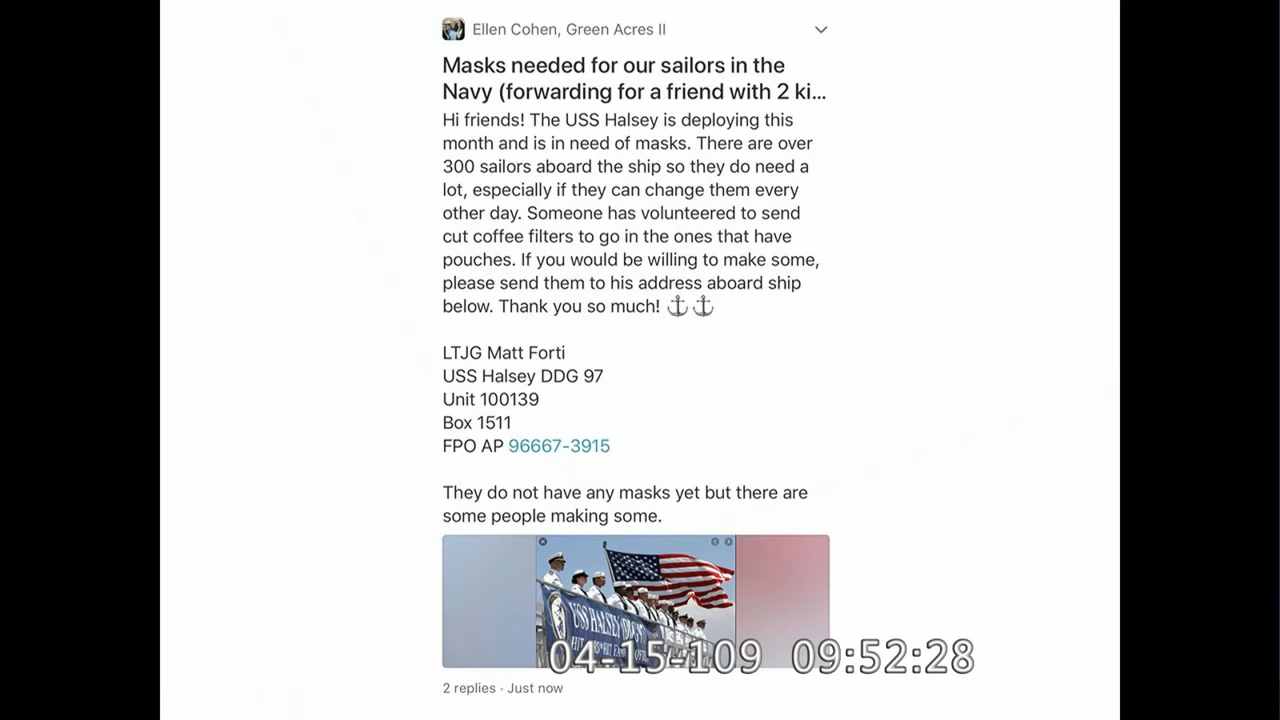 Ellen Cohen, Green Acres II
Masks needed for our sailors in the
Navy (forwarding for a friend with 2 ki...
Hi friends! The USS Halsey is deploying this
month and is in need of masks. There are over
300 sailors aboard the ship so they do need a
lot, especially if they can change them every
other day. Someone has volunteered to send
cut coffee filters to go in the ones that have
pouches. If you would be willing to make some,
please send them to his address aboard ship
below. Thank you so much! ⚓⚓
LTJG Matt Forti
USS Halsey DDG 97
Unit 100139
Box 1511
FPO AP 96667-3915
They do not have any masks yet but there are
some people making some.
USS HALSEY
04-15-109 09:52:28
2 replies · Just now